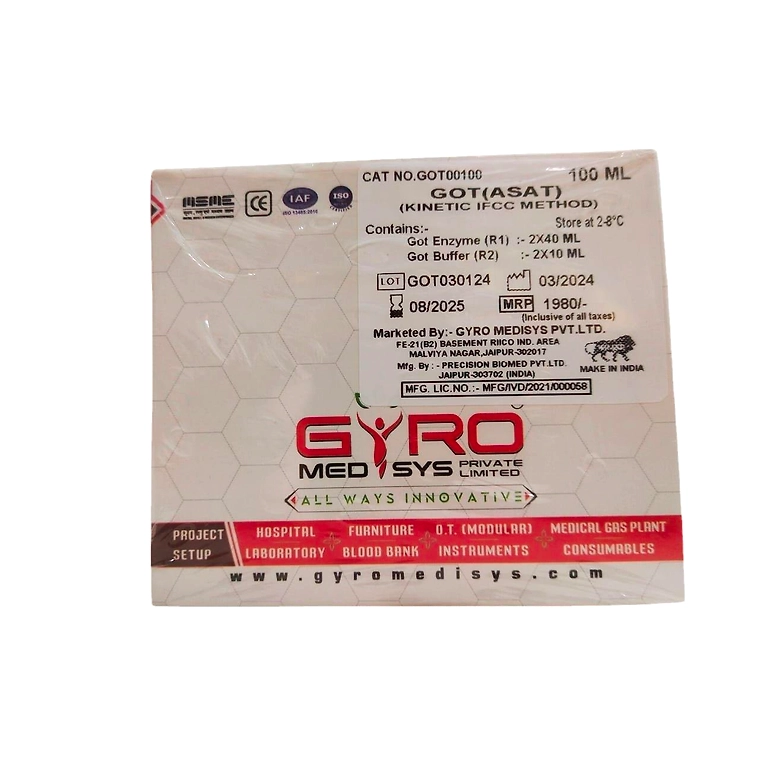 CAT NO.GOT00100 100 ML
GOT(ASAT)
(KINETIC IFCC METHOD)
Store at 2-8°C
Contains:-
Got Enzyme (R1) :- 2X40 ML
Got Buffer (R2) :- 2X10 ML
LOT GOT030124 03/2024
08/2025 MRP 1980/-
(Inclusive of all taxes)
Marketed By:- GYRO MEDISYS PVT.LTD.
FE-21(B2) BASEMENT RIICO IND. AREA
MALVIYA NAGAR,JAIPUR-302017
Mfg. By : - PRECISION BIOMED PVT.LTD.
JAIPUR-303702 (INDIA)
MAKE IN INDIA
MFG. LIC.NO.:- MFG/IVD/2021/000058
MSME CE IAF ISO
ISO 13485:2016
GYRO
MEDISYS PRIVATE LIMITED
ALL WAYS INNOVATIVE
PROJECT SETUP
HOSPITAL FURNITURE O.T. (MODULAR) MEDICAL GAS PLANT
LABORATORY BLOOD BANK INSTRUMENTS CONSUMABLES
www.gyromedisys.com